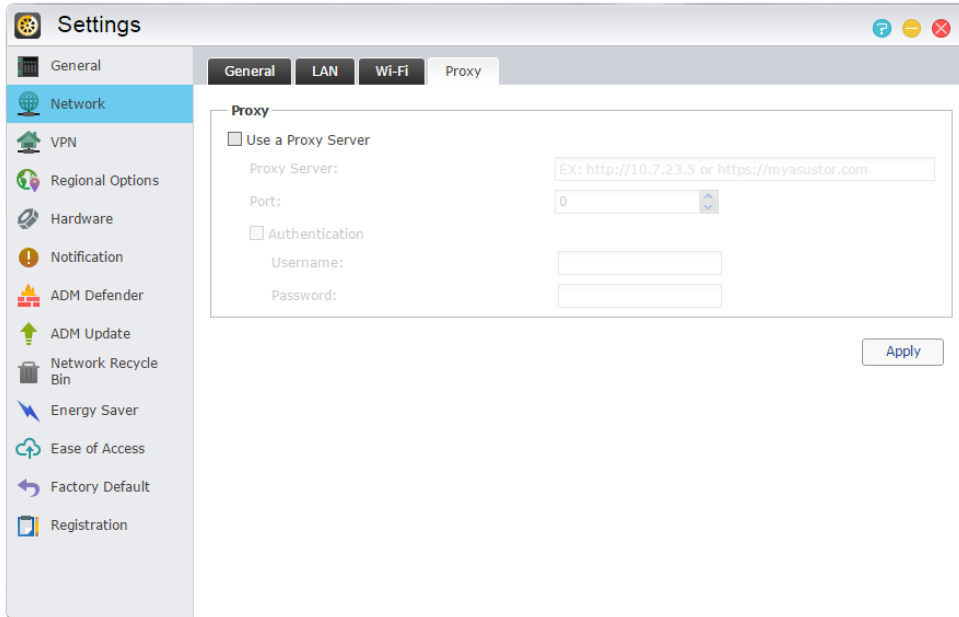 Settings
General
Network
VPN
Regional Options
Hardware
Notification
ADM Defender
ADM Update
Network Recycle
Bin
Energy Saver
Ease of Access
Factory Default
Registration
General LAN Wi-Fi Proxy
Proxy
Use a Proxy Server
Proxy Server: EX: http://10.7.23.5 or https://myasustor.com
Port: 0
Authentication
Username:
Password:
Apply